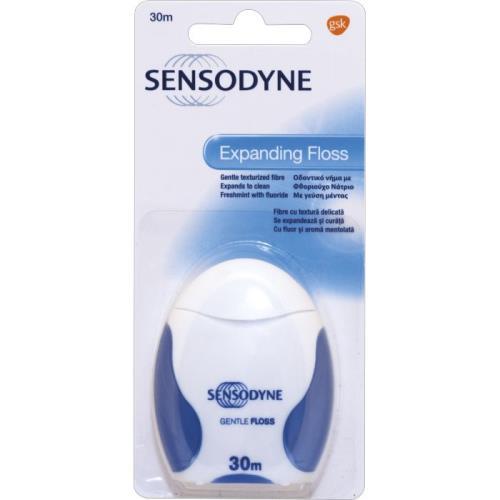 30m
gsk
SENSODYNE
Expanding Floss
Gentle texturized fibre
Expands to clean
Freshmint with fluoride
Οδοντικό νήμα με
Φθοριούχο Νάτριο
Με γεύση μέντας
Fibre cu textură delicată
Se expandează și curăță
Cu fluor și aromă mentolată
SENSODYNE
GENTLE FLOSS
30m